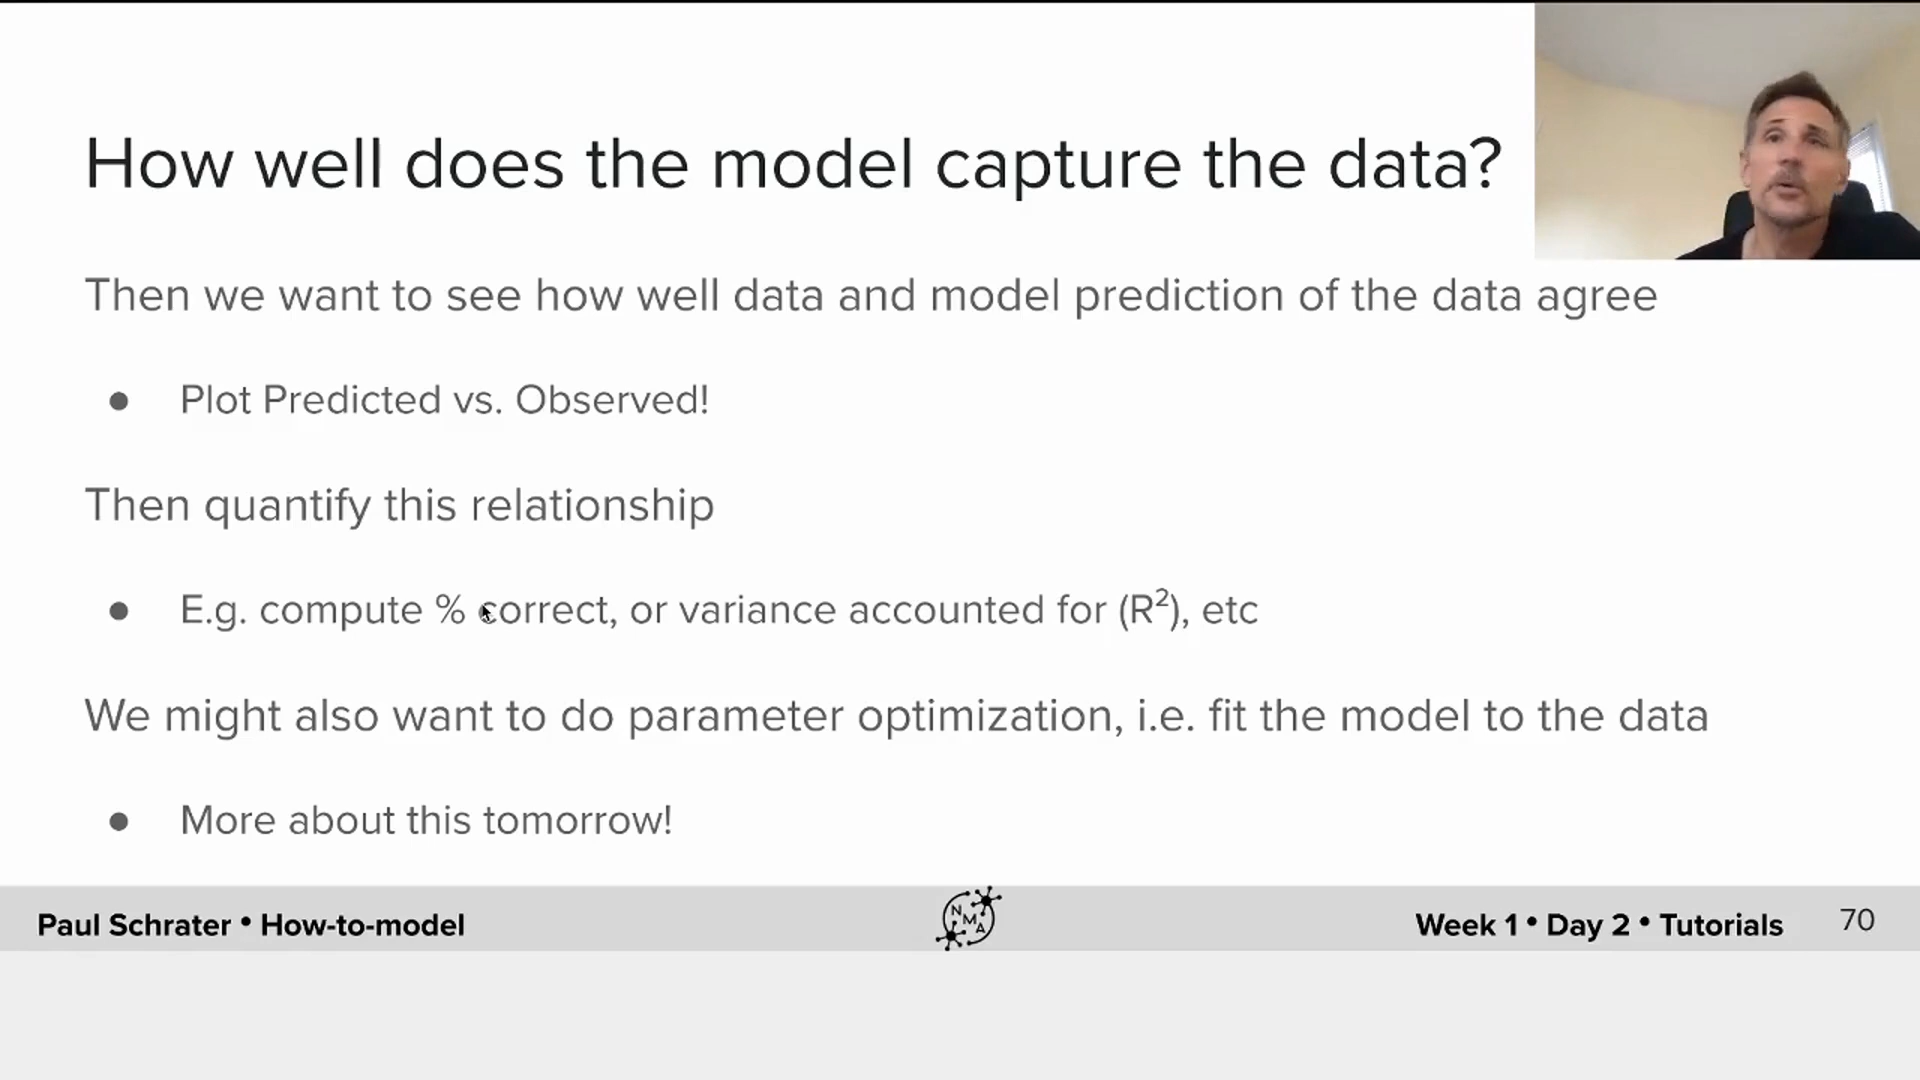 How well does the model capture the data?
Then we want to see how well data and model prediction of the data agree
● Plot Predicted vs. Observed!
Then quantify this relationship
● E.g. compute % correct, or variance accounted for (R²), etc
We might also want to do parameter optimization, i.e. fit the model to the data
● More about this tomorrow!
Paul Schrater • How-to-model
N
M
A
Week 1 • Day 2 • Tutorials
70